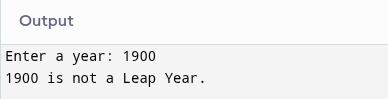 Output
Enter a year: 1900
1900 is not a Leap Year.